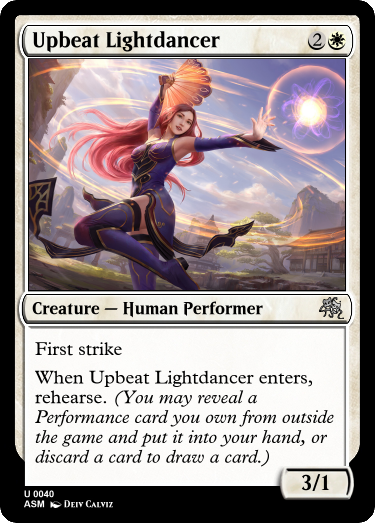 Upbeat Lightdancer 2
Creature — Human Performer
First strike
When Upbeat Lightdancer enters,
rehearse. (You may reveal a
Performance card you own from outside
the game and put it into your hand, or
discard a card to draw a card.)
3/1
U 0040
ASM Deiv Calviz